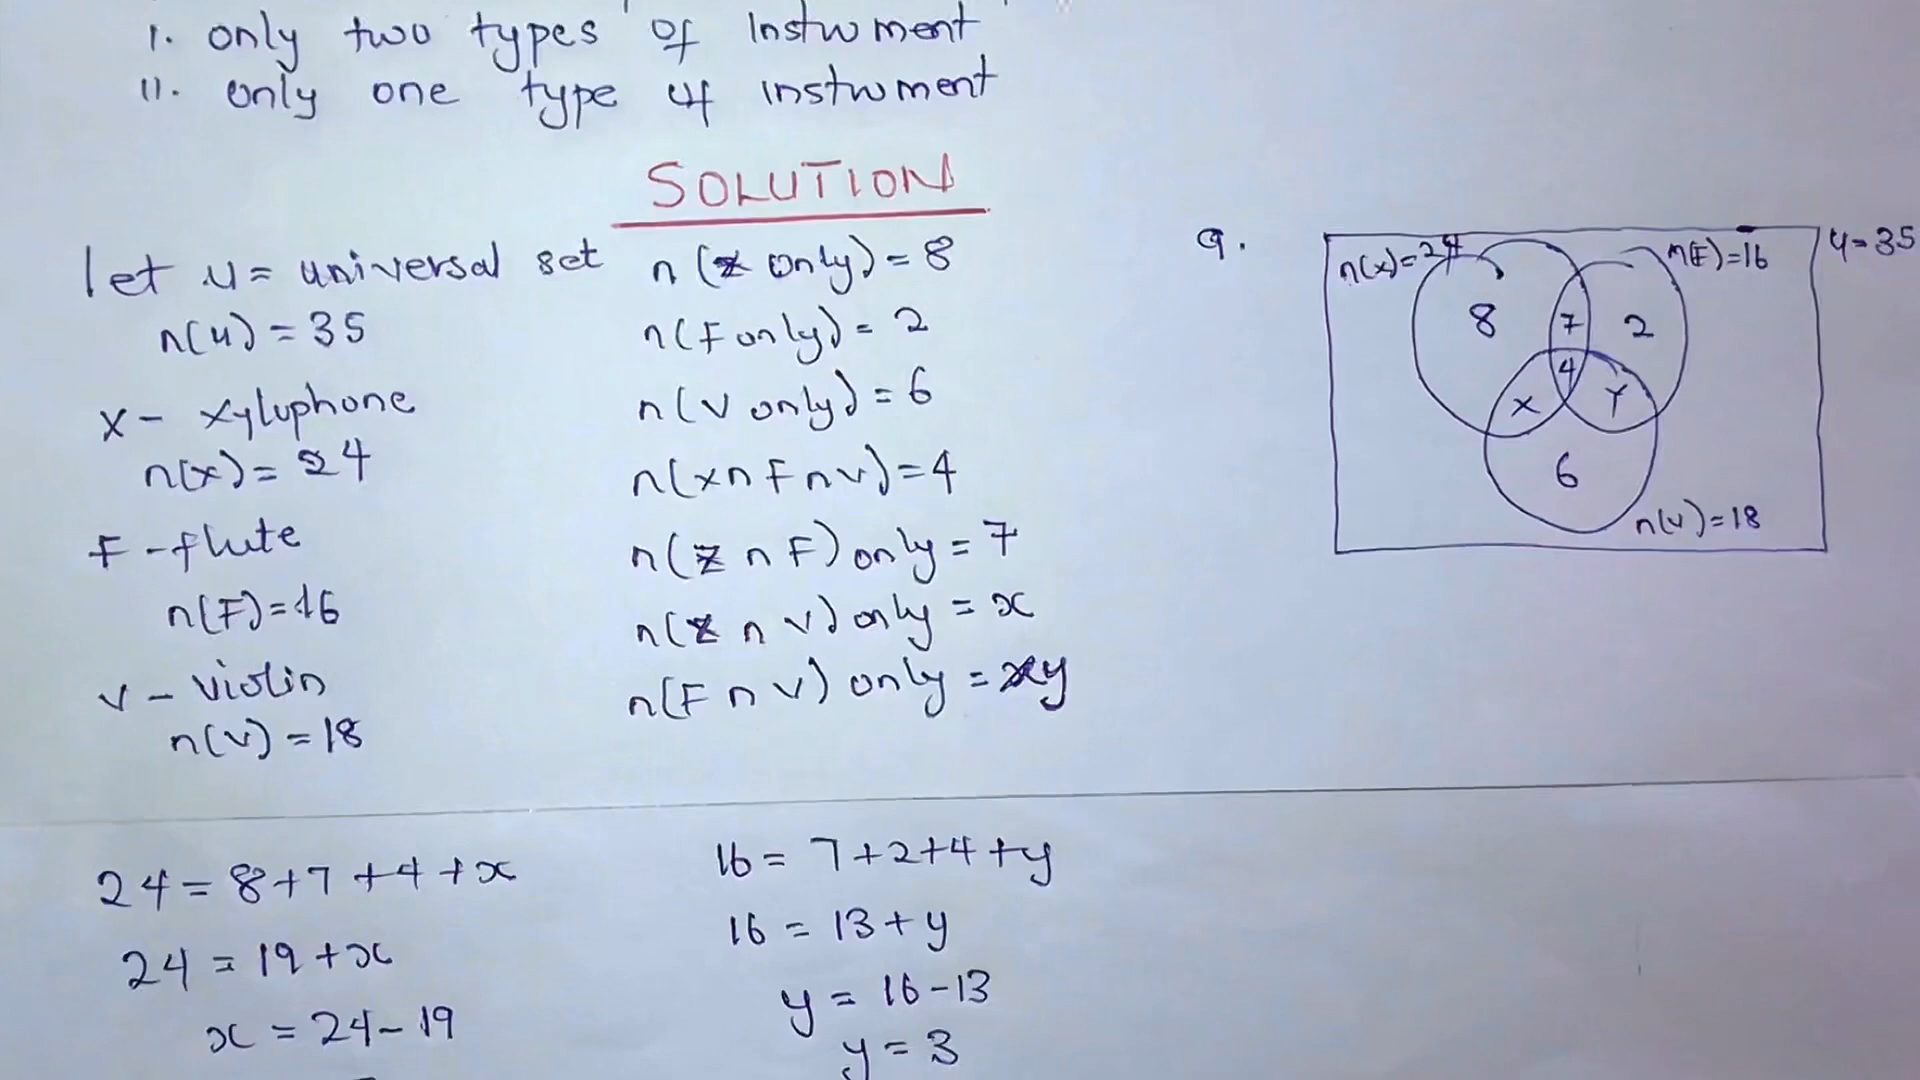 I. only two types of Instrument
II. only one type of instrument
SOLUTION
let u = universal set
n(u) = 35
X - xylophone
n(x) = 24
F - flute
n(F) = 16
V - violin
n(v) = 18
n(x only) = 8
n(F only) = 2
n(v only) = 6
n(x n F n v) = 4
n(x n F) only = 7
n(x n v) only = x
n(F n v) only = y
a.
n(x)=24
n(F)=16
u=35
8
7
2
4
x
y
6
n(v)=18
24 = 8+7+4+x
24 = 19+x
x = 24-19
16 = 7+2+4+y
16 = 13+y
y = 16-13
y = 3